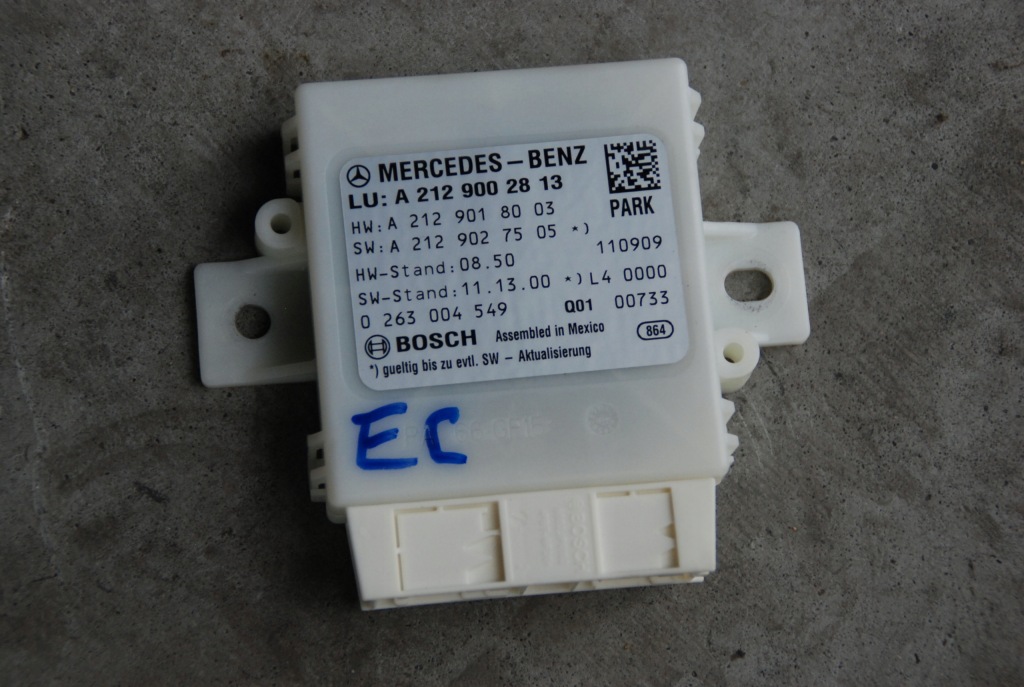 MERCEDES-BENZ
LU: A 212 900 28 13
PARK
HW: A 212 901 80 03
SW: A 212 902 75 05 *)
110909
HW-Stand: 08.50
SW-Stand: 11.13.00 *) L4 0000
0 263 004 549 Q01 00733
BOSCH Assembled in Mexico 864
*) gueltig bis zu evtl. SW - Aktualisierung
EC